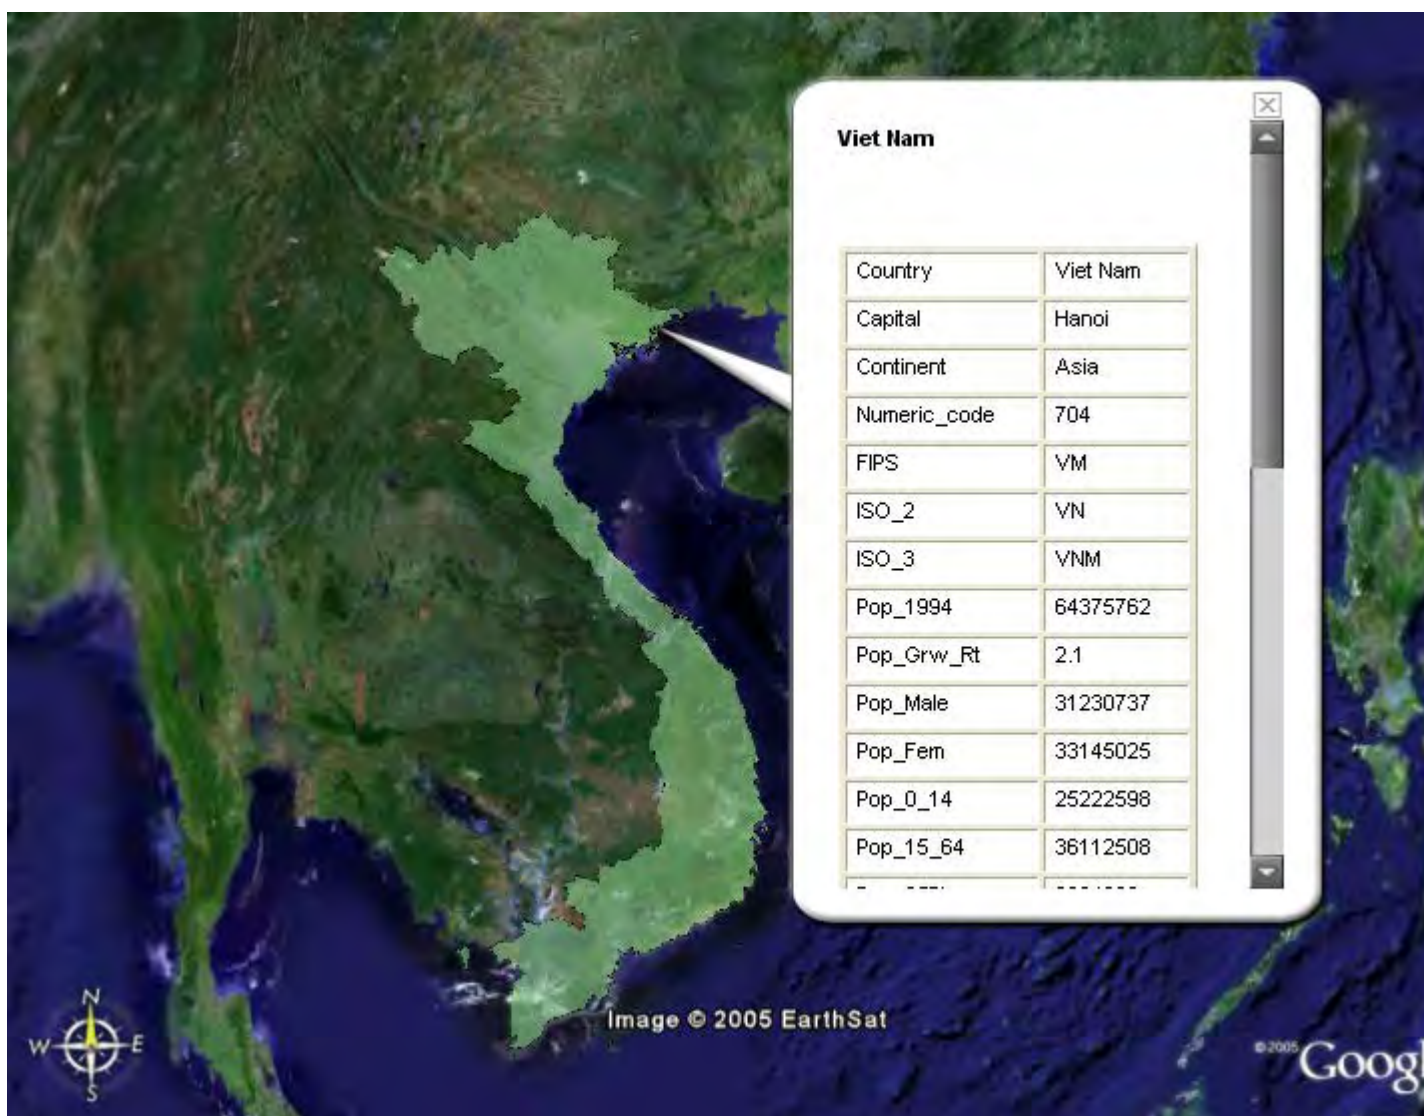 Viet Nam
Country Viet Nam
Capital Hanoi
Continent Asia
Numeric_code 704
FIPS VM
ISO_2 VN
ISO_3 VNM
Pop_1994 64375762
Pop_Grw_Rt 2.1
Pop_Male 31230737
Pop_Fem 33145025
Pop_0_14 25222598
Pop_15_64 36112508
N
W E
S
Image © 2005 EarthSat
©2005 Googl